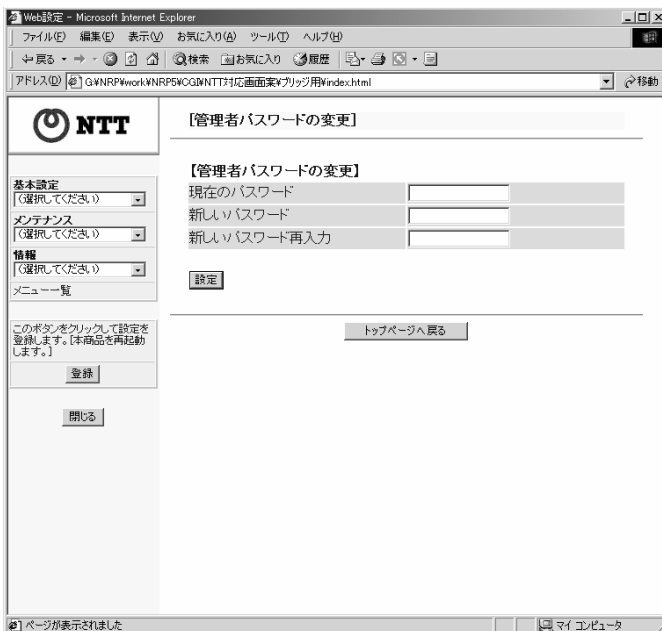 Web設定 - Microsoft Internet Explorer
ファイル(F) 編集(E) 表示(V) お気に入り(A) ツール(T) ヘルプ(H)
戻る 検索 お気に入り 履歴
アドレス(D) G:¥NRP¥work¥NRP5¥CGI¥NTT対応画面案¥ブリッジ用¥index.html 移動
NTT
[管理者パスワードの変更]
【管理者パスワードの変更】
現在のパスワード
新しいパスワード
新しいパスワード再入力
設定
トップページへ戻る
基本設定
(選択してください)
メンテナンス
(選択してください)
情報
(選択してください)
メニュー一覧
このボタンをクリックして設定を
登録します。[本商品を再起動
します。]
登録
閉じる
ページが表示されました マイ コンピュータ